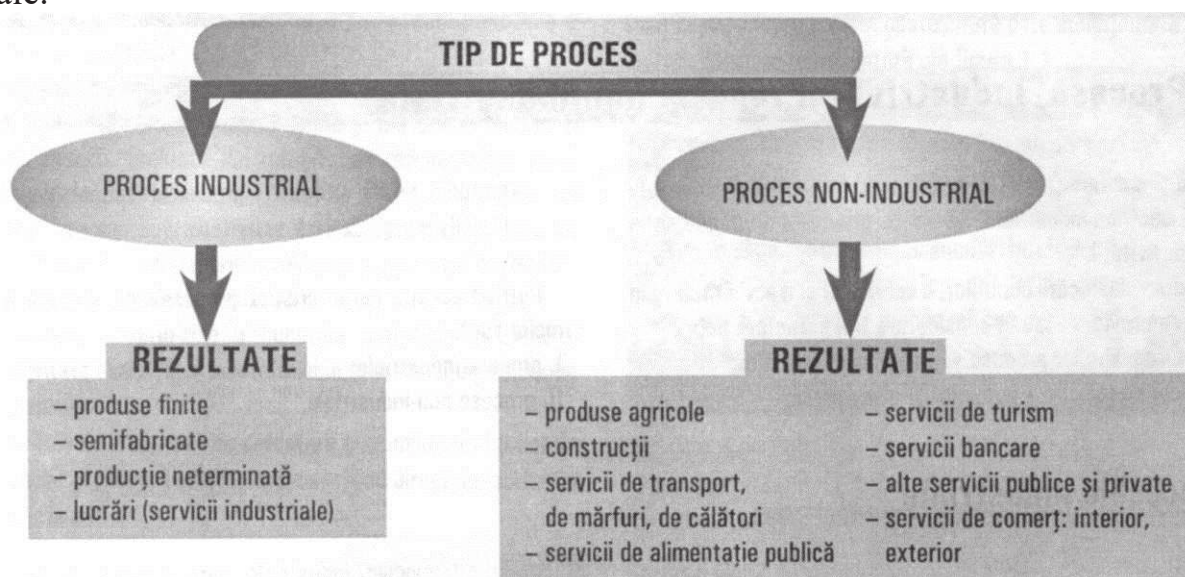 TIP DE PROCES
PROCES INDUSTRIAL
PROCES NON-INDUSTRIAL
REZULTATE
– produse finite
– semifabricate
– producție neterminată
– lucrări (servicii industriale)
REZULTATE
– produse agricole
– construcții
– servicii de transport,
de mărfuri, de călători
– servicii de alimentație publică
– servicii de turism
– servicii bancare
– alte servicii publice și private
– servicii de comerț: interior,
exterior